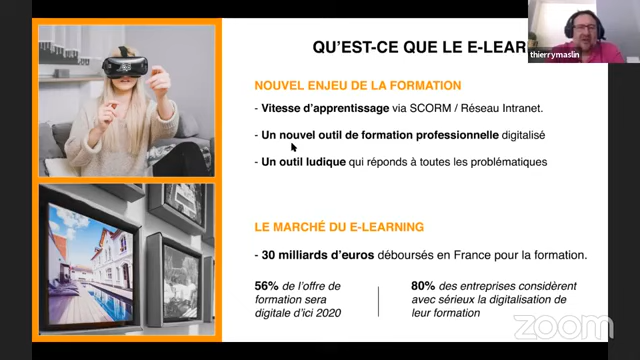 QU'EST-CE QUE LE E-LEAR
thierrymaslin
NOUVEL ENJEU DE LA FORMATION
- Vitesse d'apprentissage via SCORM / Réseau Intranet.
- Un nouvel outil de formation professionnelle digitalisé
- Un outil ludique qui réponds à toutes les problématiques
LE MARCHÉ DU E-LEARNING
- 30 milliards d'euros déboursés en France pour la formation.
56% de l'offre de
formation sera
digitale d'ici 2020
80% des entreprises considèrent
avec sérieux la digitalisation de
leur formation
zoom